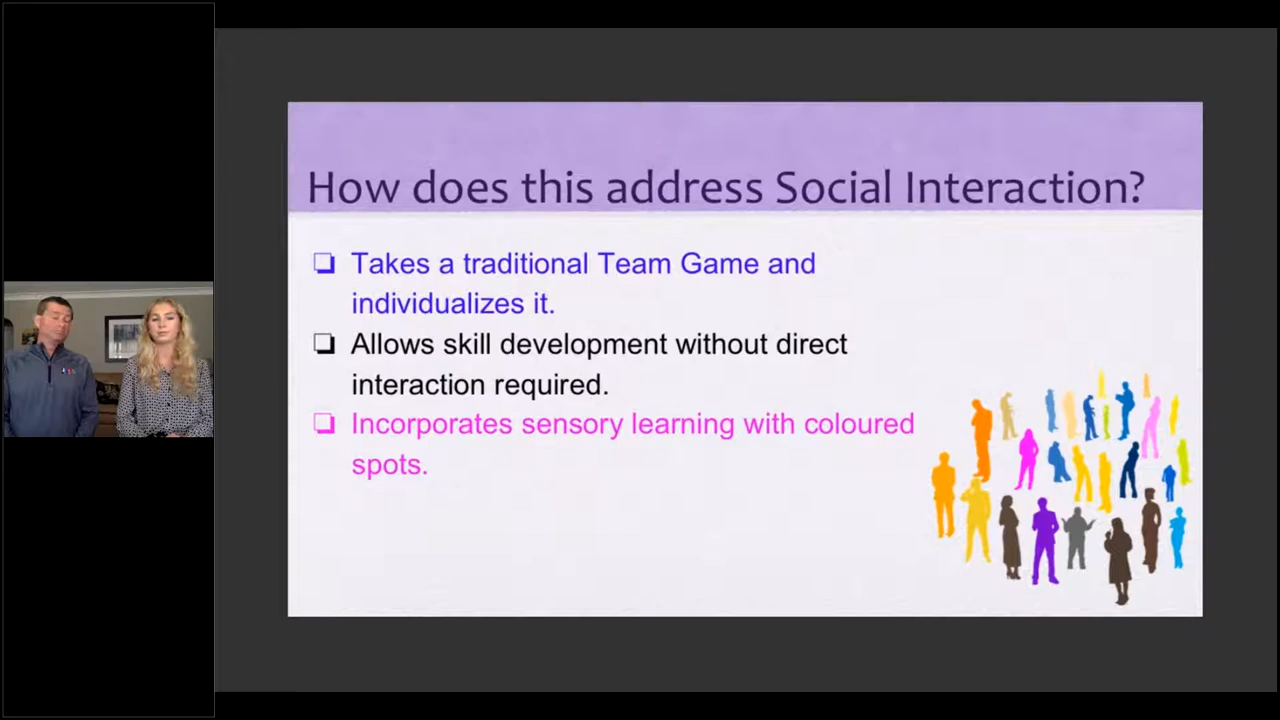 How does this address Social Interaction?
❏ Takes a traditional Team Game and
individualizes it.
❏ Allows skill development without direct
interaction required.
❏ Incorporates sensory learning with coloured
spots.